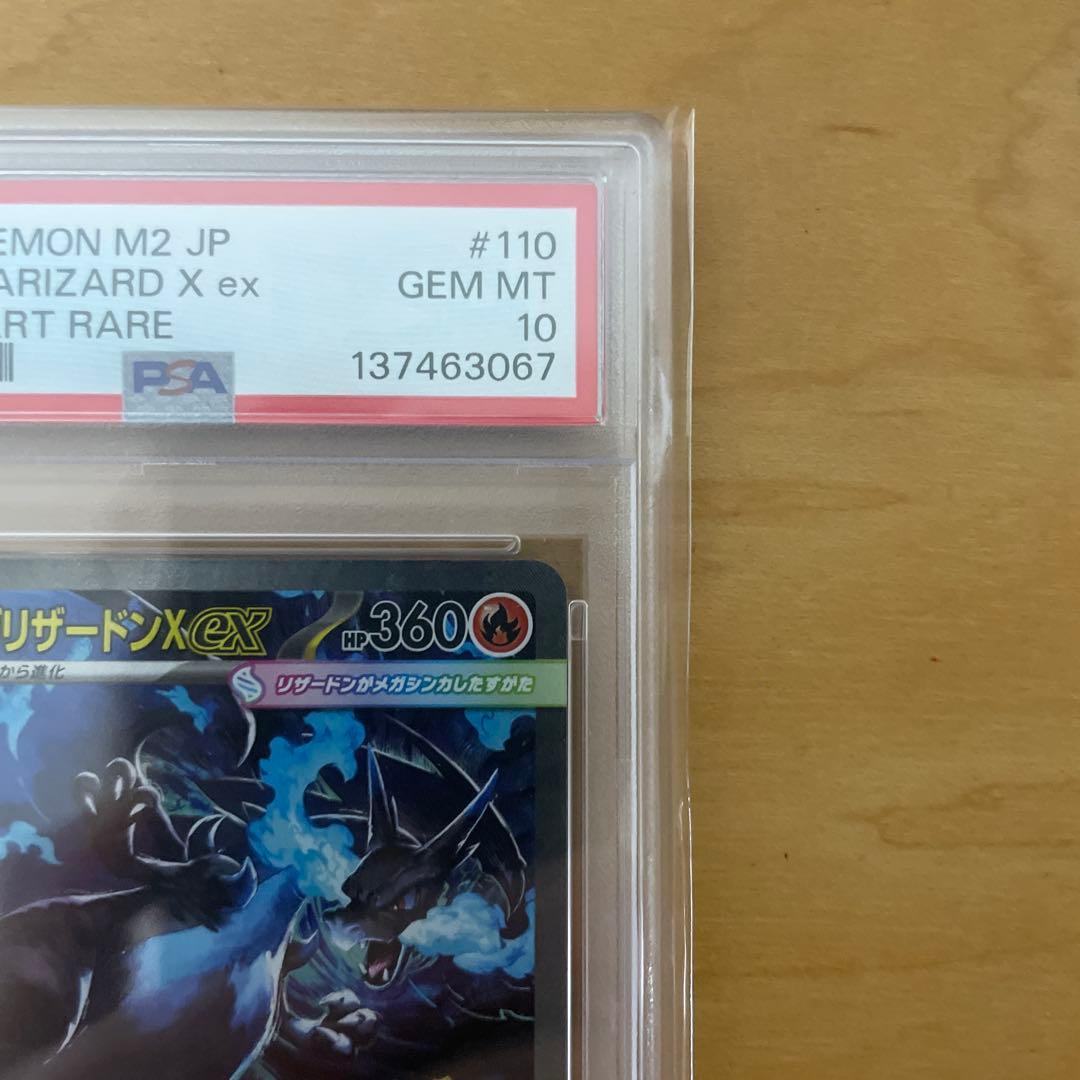 EMON M2 JP #110
ARIZARD X ex GEM MT
ART RARE 10
PSA 137463067
リザードンXex HP360
から進化
リザードンがメガシンカしたすがた